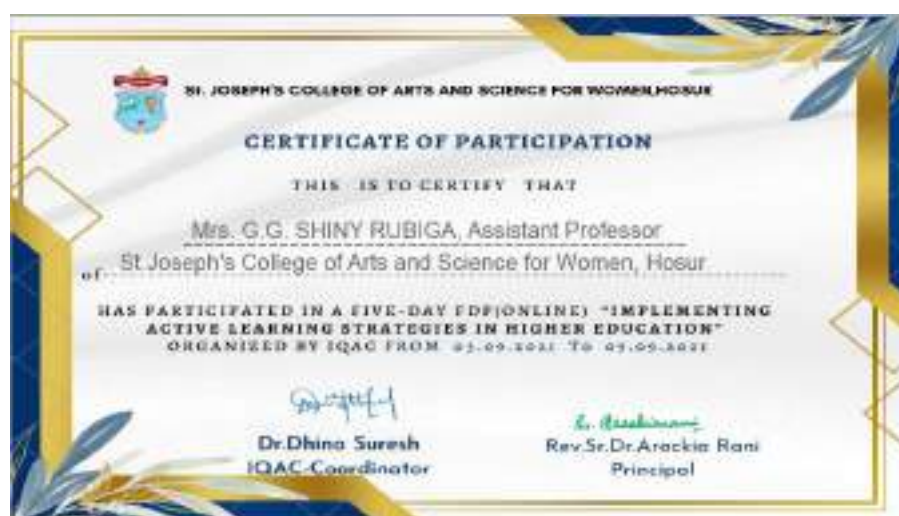 St. JOSEPH'S COLLEGE OF ARTS AND SCIENCE FOR WOMEN,HOSUR
CERTIFICATE OF PARTICIPATION
THIS IS TO CERTIFY THAT
Mrs. G.G. SHINY RUBIGA, Assistant Professor
of St.Joseph's College of Arts and Science for Women, Hosur
HAS PARTICIPATED IN A FIVE-DAY FDP(ONLINE) "IMPLEMENTING
ACTIVE LEARNING STRATEGIES IN HIGHER EDUCATION"
ORGANIZED BY IQAC FROM TO
Dr.Dhina Suresh
IQAC-Coordinator
Rev.Sr.Dr.Arockia Rani
Principal